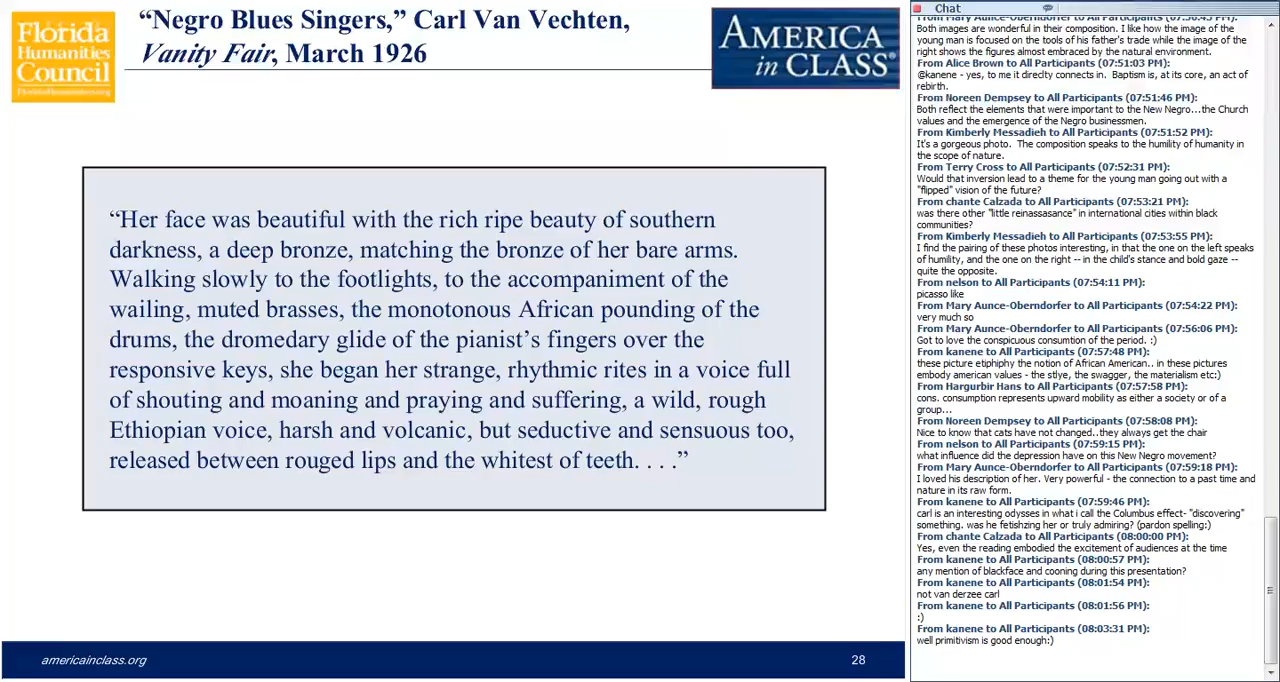 Florida
Humanities
Council
FloridaHumanities.org
“Negro Blues Singers,” Carl Van Vechten,
Vanity Fair, March 1926
AMERICA
in CLASS®
“Her face was beautiful with the rich ripe beauty of southern
darkness, a deep bronze, matching the bronze of her bare arms.
Walking slowly to the footlights, to the accompaniment of the
wailing, muted brasses, the monotonous African pounding of the
drums, the dromedary glide of the pianist’s fingers over the
responsive keys, she began her strange, rhythmic rites in a voice full
of shouting and moaning and praying and suffering, a wild, rough
Ethiopian voice, harsh and volcanic, but seductive and sensuous too,
released between rouged lips and the whitest of teeth. . . .”
americainclass.org
28
Chat
From Mary Aunce-Oberndorfer to All Participants (07:50:45 PM):
Both images are wonderful in their composition. I like how the image of the
young man is focused on the tools of his father's trade while the image of the
right shows the figures almost embraced by the natural environment.
From Alice Brown to All Participants (07:51:03 PM):
@kanene - yes, to me it direclty connects in. Baptism is, at its core, an act of
rebirth.
From Noreen Dempsey to All Participants (07:51:46 PM):
Both reflect the elements that were important to the New Negro...the Church
values and the emergence of the Negro businessmen.
From Kimberly Messadieh to All Participants (07:51:52 PM):
It's a gorgeous photo. The composition speaks to the humility of humanity in
the scope of nature.
From Terry Cross to All Participants (07:52:31 PM):
Would that inversion lead to a theme for the young man going out with a
"flipped" vision of the future?
From chante Calzada to All Participants (07:53:21 PM):
was there other "little reinassasance" in international cities within black
communities?
From Kimberly Messadieh to All Participants (07:53:55 PM):
I find the pairing of these photos interesting, in that the one on the left speaks
of humility, and the one on the right -- in the child's stance and bold gaze --
quite the opposite.
From nelson to All Participants (07:54:11 PM):
picasso like
From Mary Aunce-Oberndorfer to All Participants (07:54:22 PM):
very much so
From Mary Aunce-Oberndorfer to All Participants (07:56:06 PM):
Got to love the conspicuous consumtion of the period. :)
From kanene to All Participants (07:57:48 PM):
these picture etiphiphy the notion of African American.. in these pictures
embody american values - the stlye, the swagger, the materialism etc:)
From Hargurbir Hans to All Participants (07:57:58 PM):
cons. consumption represents upward mobility as either a society or of a
group...
From Noreen Dempsey to All Participants (07:58:08 PM):
Nice to know that cats have not changed..they always get the chair
From nelson to All Participants (07:59:15 PM):
what influence did the depression have on this New Negro movement?
From Mary Aunce-Oberndorfer to All Participants (07:59:18 PM):
I loved his description of her. Very powerful - the connection to a past time and
nature in its raw form.
From kanene to All Participants (07:59:46 PM):
carl is an interesting odysses in what i call the Columbus effect- "discovering"
something. was he fetishzing her or truly admiring? (pardon spelling:)
From chante Calzada to All Participants (08:00:00 PM):
Yes, even the reading embodied the excitement of audiences at the time
From kanene to All Participants (08:00:57 PM):
any mention of blackface and cooning during this presentation?
From kanene to All Participants (08:01:54 PM):
not van derzee carl
From kanene to All Participants (08:01:56 PM):
:)
From kanene to All Participants (08:03:31 PM):
well primitivism is good enough:)